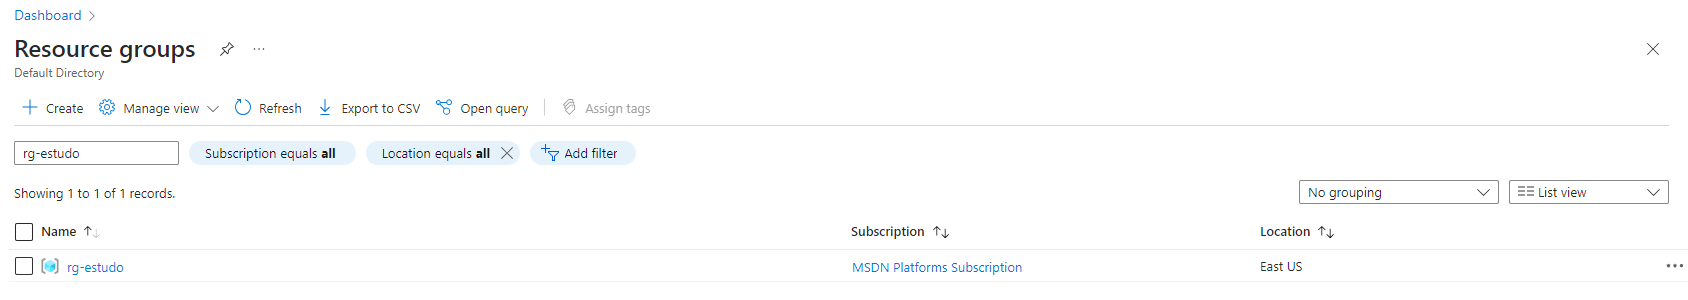 Dashboard
Resource groups
Default Directory
Create Manage view Refresh Export to CSV Open query Assign tags
rg-estudo Subscription equals all Location equals all Add filter
Showing 1 to 1 of 1 records.
No grouping List view
Name Subscription Location
rg-estudo MSDN Platforms Subscription East US